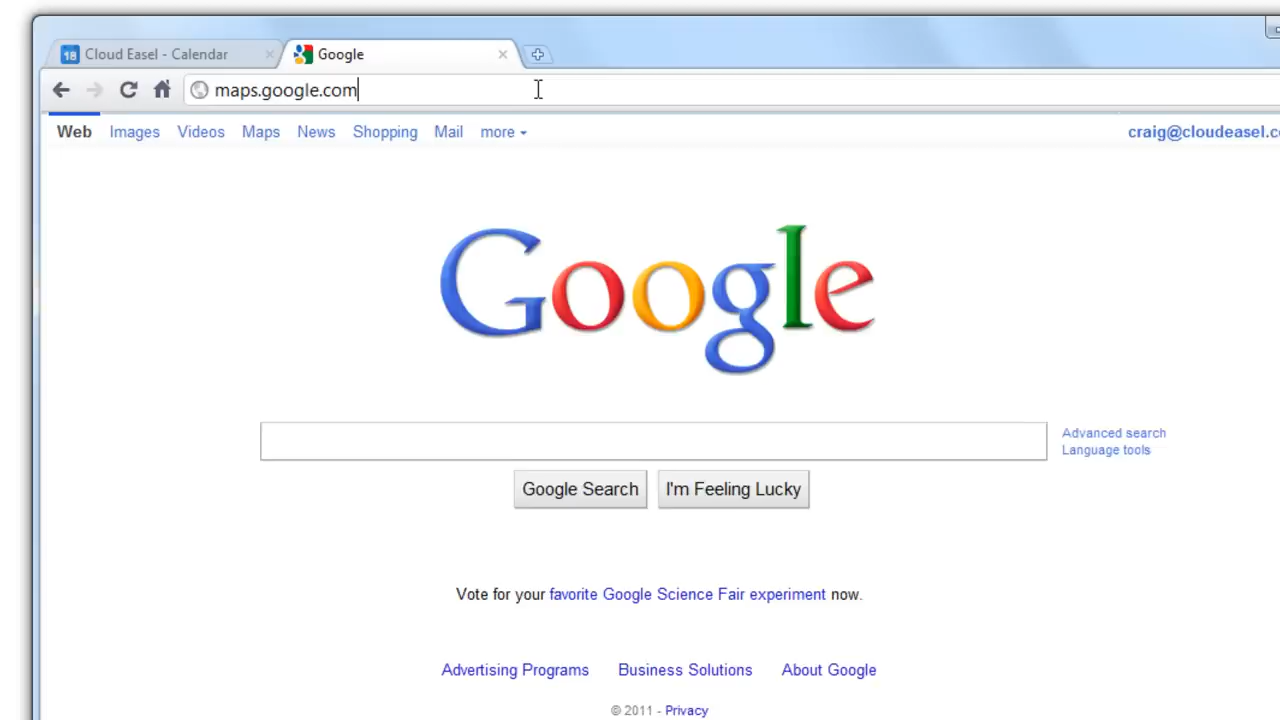 18 Cloud Easel - Calendar Google
maps.google.com
Web Images Videos Maps News Shopping Mail more craig@cloudeasel.c
Google
Advanced search
Language tools
Google Search I'm Feeling Lucky
Vote for your favorite Google Science Fair experiment now.
Advertising Programs Business Solutions About Google
© 2011 - Privacy